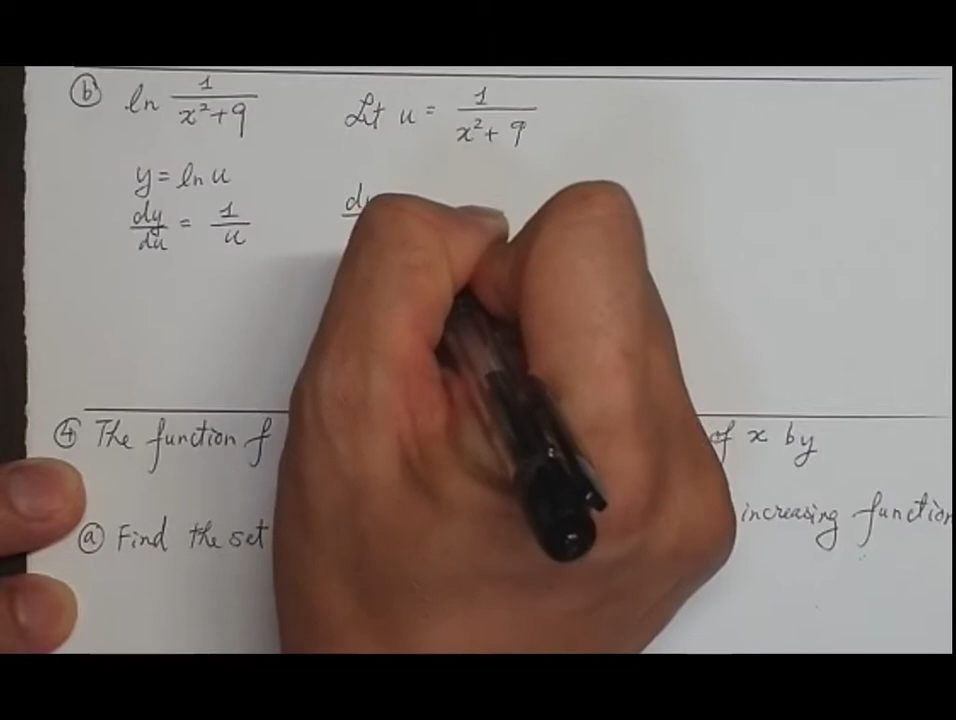 ⓑ ln 1/(x²+9) Let u = 1/(x²+9)
y = ln u
dy/du = 1/u du
④ The function f of x by
ⓐ Find the set increasing function